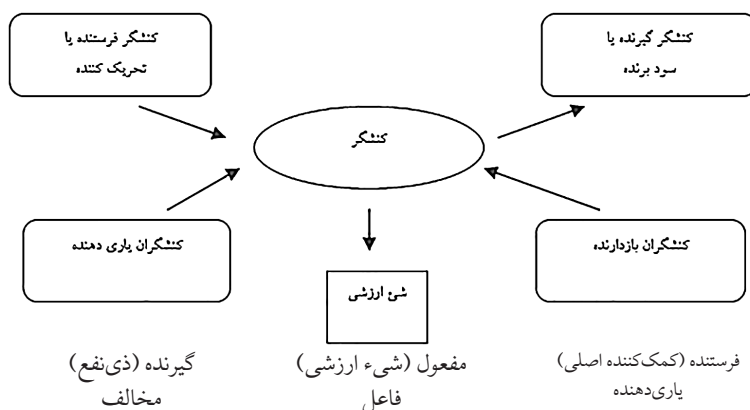 کنشگر گیرنده یا
سود برنده
کنشگر فرستنده یا
تحریک کننده
کنشگر
کنشگران بازدارنده
کنشگران یاری دهنده
شئ ارزشی
فرستنده (کمک‌کننده اصلی)
مفعول (شیء ارزشی)
گیرنده (ذی‌نفع)
یاری‌دهنده
فاعل
مخالف